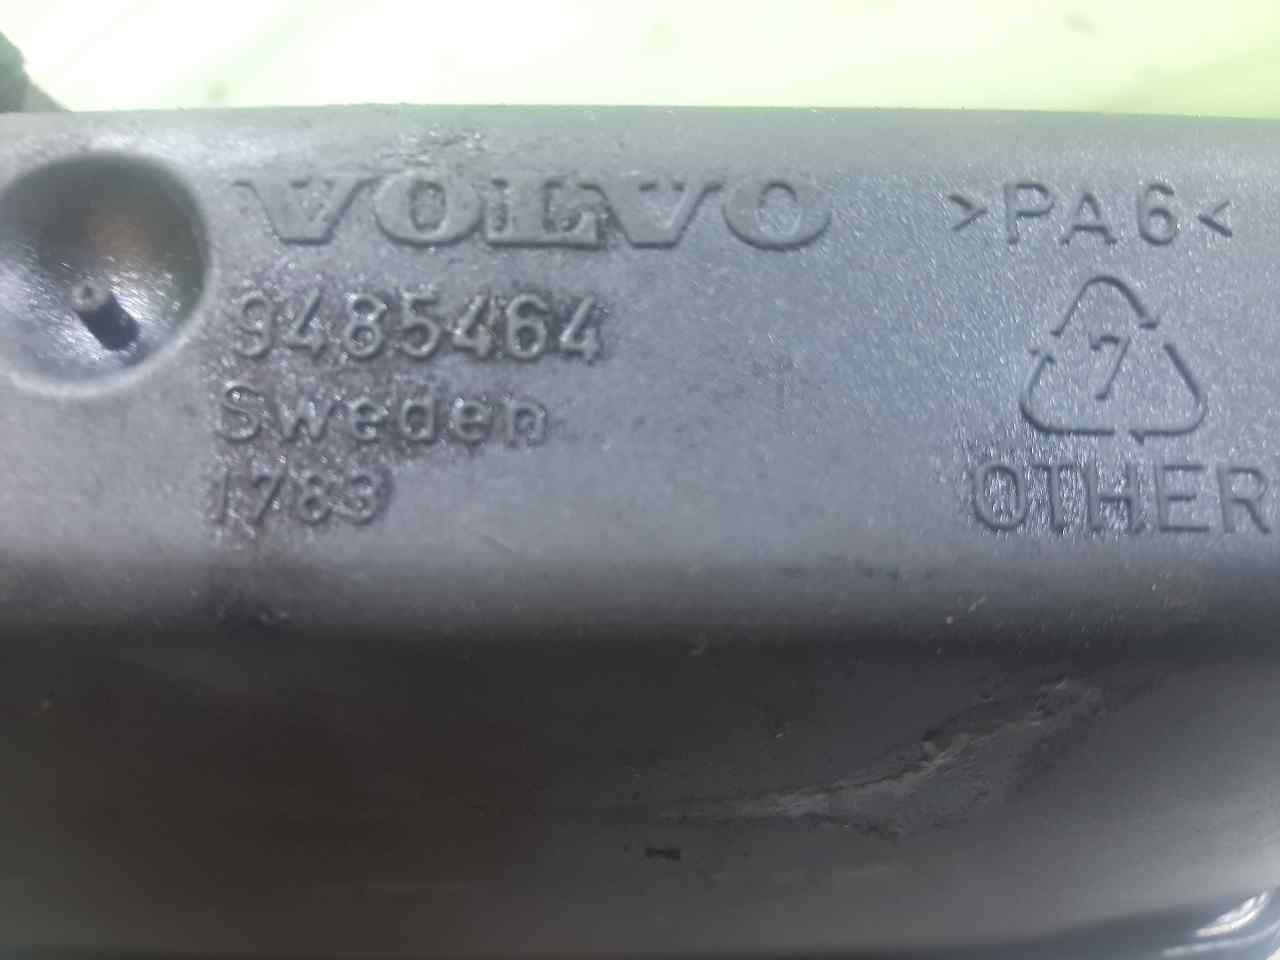 VOLVO
9485464
Sweden
1783
>PA6<
7
OTHER